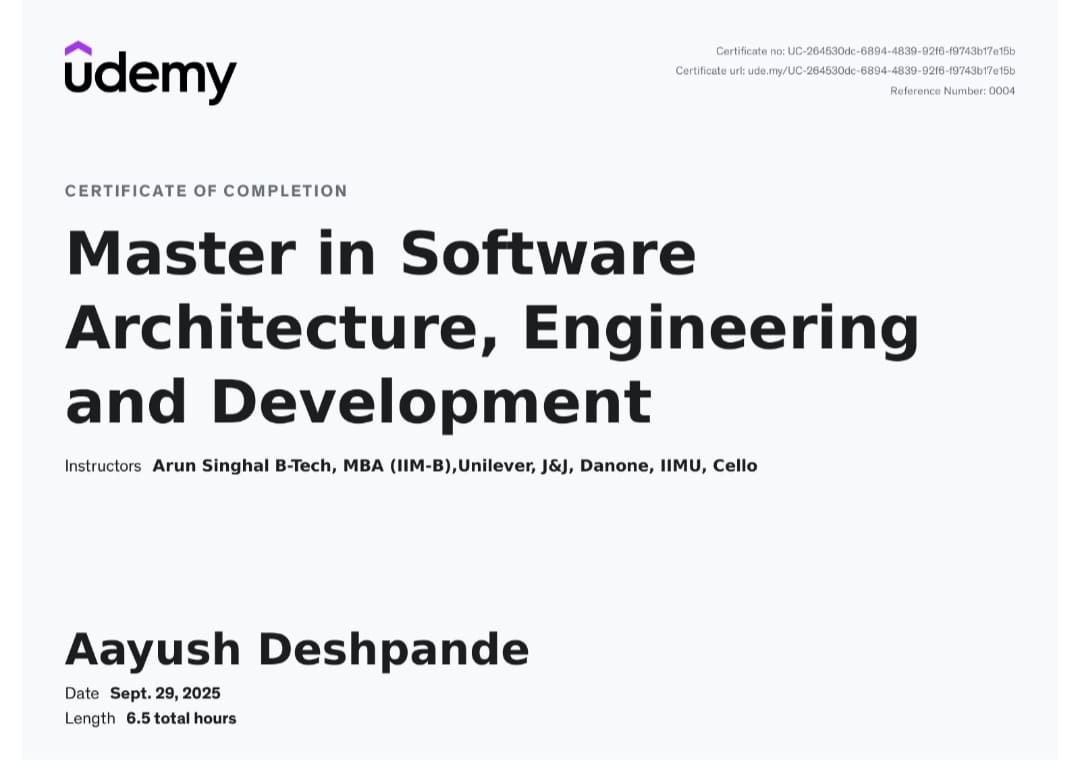 udemy
Certificate no: UC-264530dc-6894-4839-92f6-f9743b17e15b
Certificate url: ude.my/UC-264530dc-6894-4839-92f6-f9743b17e15b
Reference Number: 0004
CERTIFICATE OF COMPLETION
Master in Software
Architecture, Engineering
and Development
Instructors Arun Singhal B-Tech, MBA (IIM-B),Unilever, J&J, Danone, IIMU, Cello
Aayush Deshpande
Date Sept. 29, 2025
Length 6.5 total hours